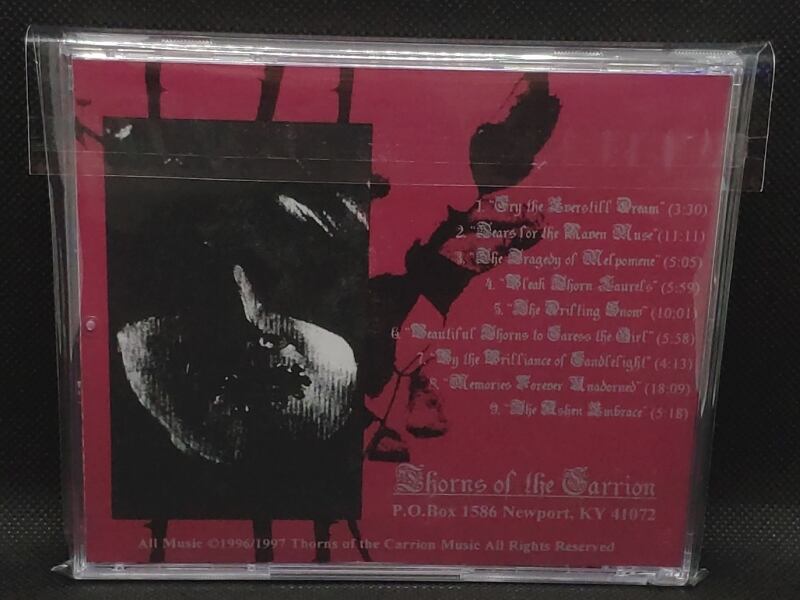 1. "Cry the Everstill Dream" (3:30)
2. "Tears for the Raven Muse" (11:11)
3. "The Tragedy of Melpomene" (5:05)
4. "Bleak Thorn Laurels" (5:59)
5. "The Drifting Snow" (10:01)
6. "Beautiful Thorns to Caress the Girl" (5:58)
7. "By the Brilliance of Candlelight" (4:13)
8. "Memories Forever Unadorned" (18:09)
9. "The Ashen Embrace" (5:18)
Thorns of the Carrion
P.O.Box 1586 Newport, KY 41072
All Music ©1996/1997 Thorns of the Carrion Music All Rights Reserved